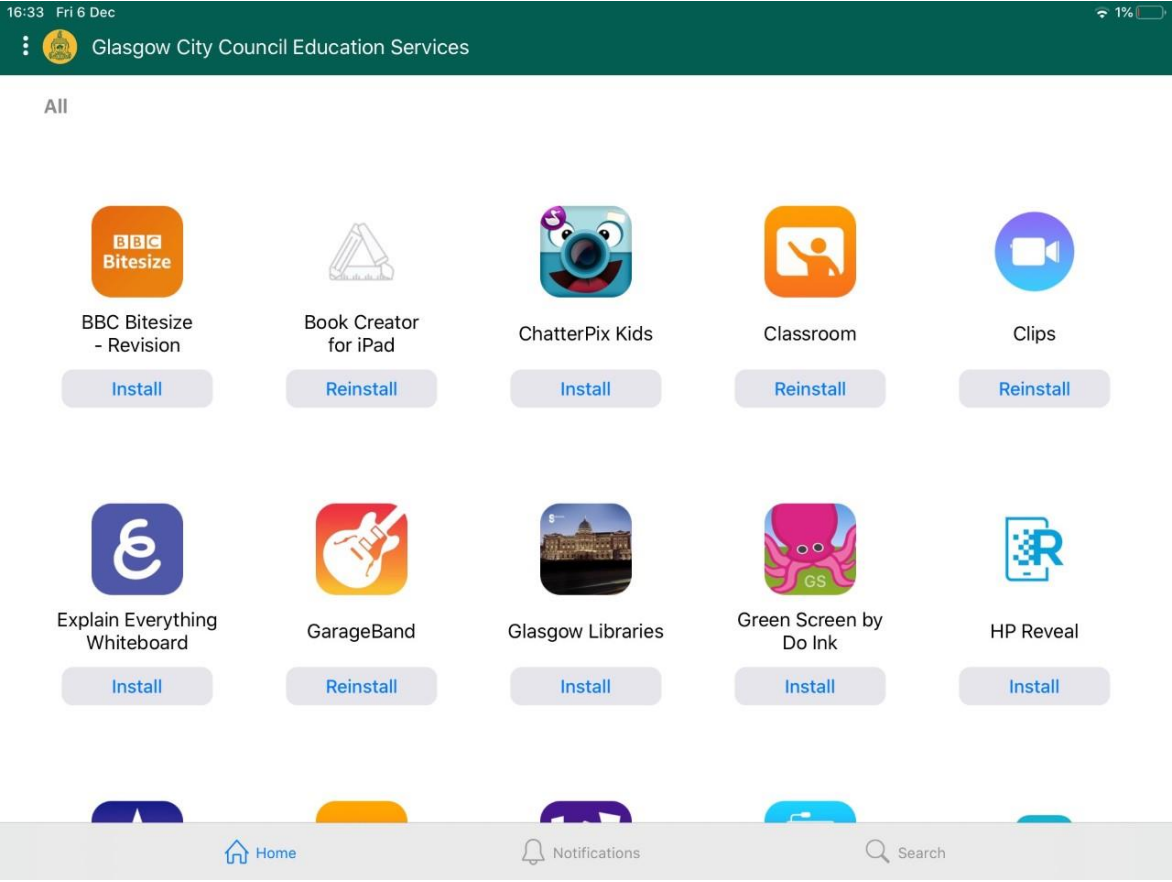 16:33 Fri 6 Dec
1%
Glasgow City Council Education Services
All
BBC
Bitesize
BBC Bitesize
- Revision
Install
Book Creator
for iPad
Reinstall
ChatterPix Kids
Install
Classroom
Reinstall
Clips
Reinstall
Explain Everything
Whiteboard
Install
GarageBand
Reinstall
Glasgow Libraries
Install
GS
Green Screen by
Do Ink
Install
R
HP Reveal
Install
Home
Notifications
Search